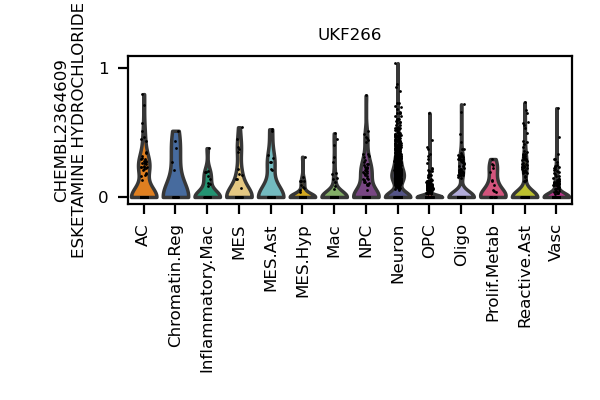 UKF266
CHEMBL2364609
ESKETAMINE HYDROCHLORIDE
1
0
AC
Chromatin.Reg
Inflammatory.Mac
MES
MES.Ast
MES.Hyp
Mac
NPC
Neuron
OPC
Oligo
Prolif.Metab
Reactive.Ast
Vasc